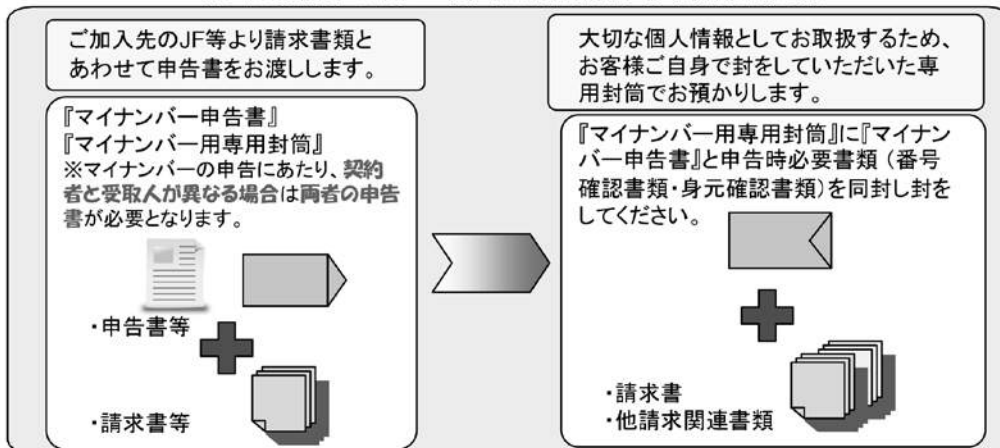 ご加入先のJF等より請求書類と
あわせて申告書をお渡しします。
『マイナンバー申告書』
『マイナンバー用専用封筒』
※マイナンバーの申告にあたり、契約
者と受取人が異なる場合は両者の申告
書が必要となります。
・申告書等
・請求書等
大切な個人情報としてお取扱するため、
お客様ご自身で封をしていただいた専
用封筒でお預かりします。
『マイナンバー用専用封筒』に『マイナン
バー申告書』と申告時必要書類（番号
確認書類・身元確認書類）を同封し封を
してください。
・請求書
・他請求関連書類